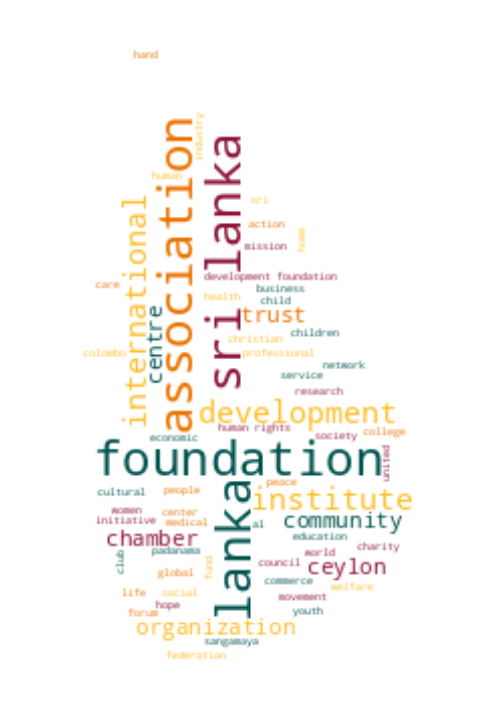 hand
industry
association
sri lanka
human
international
sri
action
home
mission
development foundation
care
business
health
child
centre
trust
children
christian
colombo
professional
network
service
research
development
human rights
college
economic
society
foundation
united
peace
cultural
people
institute
lanka
women
center
initiative
medical
al
community
chamber
education
padanama
world
charity
club
fund
council
ceylon
global
commerce
life
social
welfare
hope
movement
forum
youth
organization
sangamaya
federation